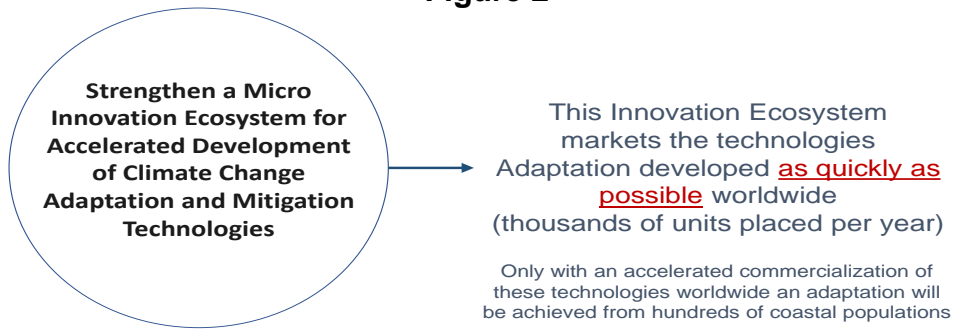 Figure 2
Strengthen a Micro
Innovation Ecosystem for
Accelerated Development
of Climate Change
Adaptation and Mitigation
Technologies
This Innovation Ecosystem
markets the technologies
Adaptation developed as quickly as
possible worldwide
(thousands of units placed per year)
Only with an accelerated commercialization of
these technologies worldwide an adaptation will
be achieved from hundreds of coastal populations